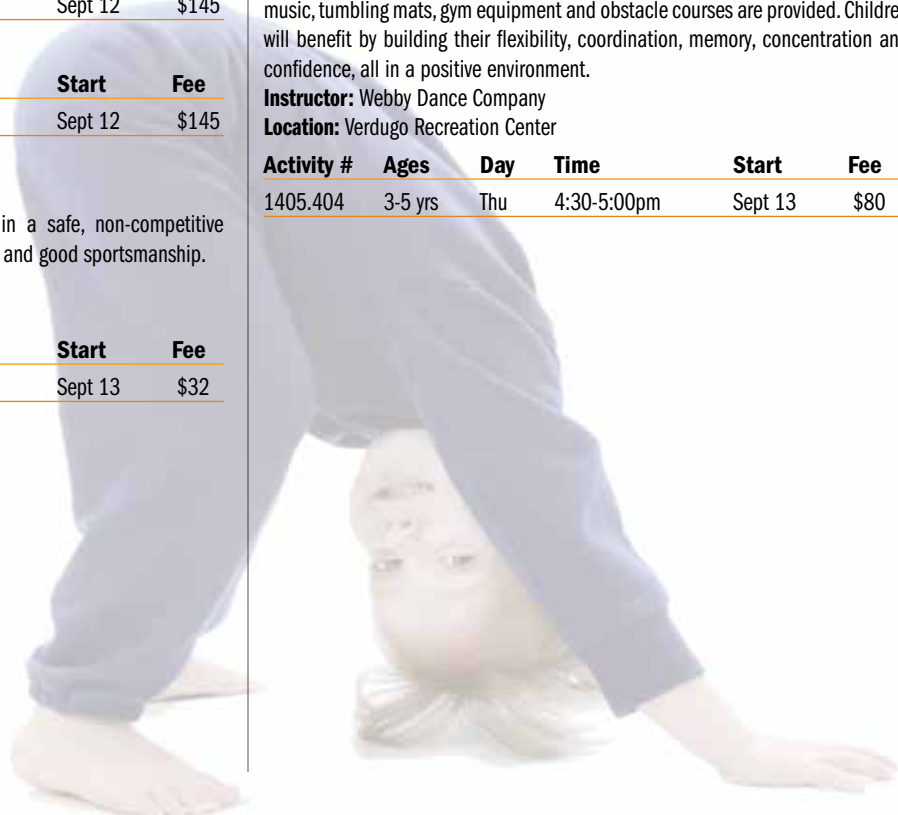 Sept 12 $145
Start Fee
Sept 12 $145
in a safe, non-competitive
and good sportsmanship.
Start Fee
Sept 13 $32
music, tumbling mats, gym equipment and obstacle courses are provided. Childre
will benefit by building their flexibility, coordination, memory, concentration an
confidence, all in a positive environment.
Instructor: Webby Dance Company
Location: Verdugo Recreation Center
Activity # Ages Day Time Start Fee
1405.404 3-5 yrs Thu 4:30-5:00pm Sept 13 $80